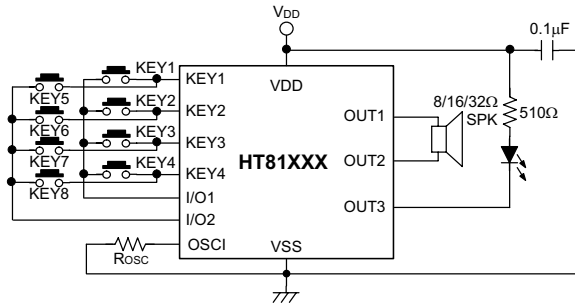 VDD
0.1μF
KEY1
KEY5
KEY2
KEY6
KEY3
KEY7
KEY4
KEY8
KEY1
KEY2
KEY3
KEY4
I/O1
I/O2
OSCI
ROSC
VDD
HT81XXX
VSS
OUT1
OUT2
OUT3
8/16/32Ω
SPK
510Ω